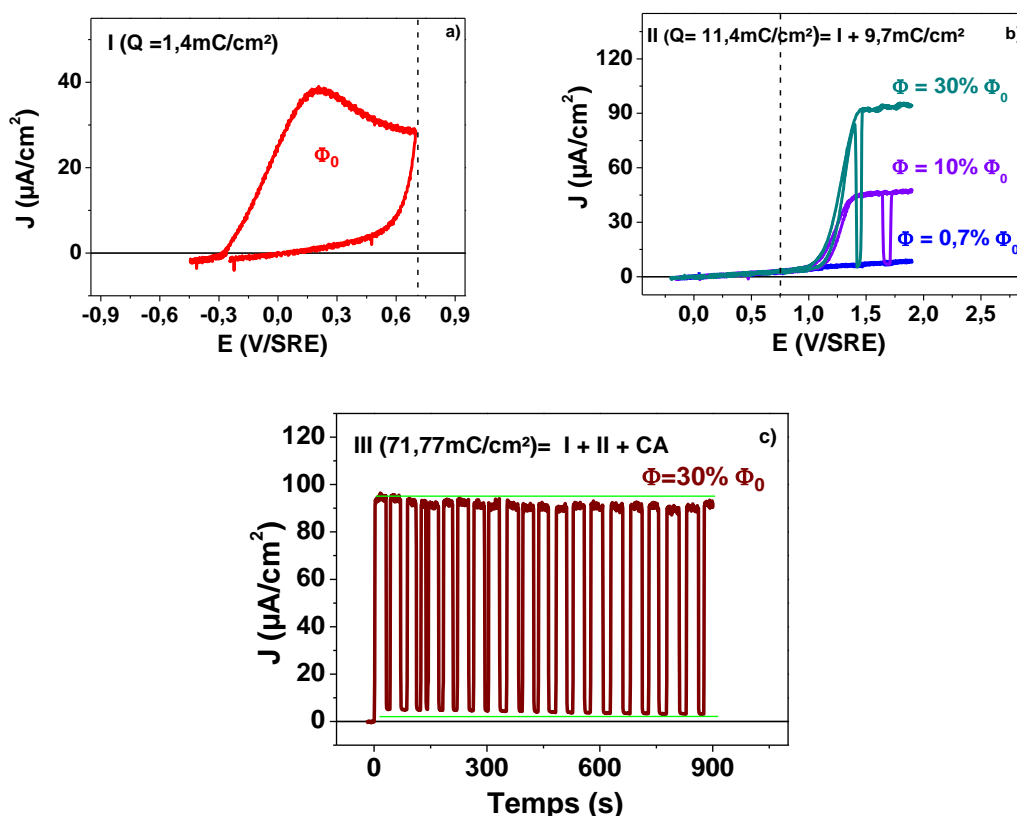 I (Q =1,4mC/cm²)
a)
J (µA/cm²)
40
20
0
Φ₀
-0,9 -0,6 -0,3 0,0 0,3 0,6 0,9
E (V/SRE)
II (Q= 11,4mC/cm²)= I + 9,7mC/cm²
b)
J (µA/cm²)
120
90
60
30
0
Φ = 30% Φ₀
Φ = 10% Φ₀
Φ = 0,7% Φ₀
0,0 0,5 1,0 1,5 2,0 2,5
E (V/SRE)
III (71,77mC/cm²)= I + II + CA
c)
Φ=30% Φ₀
J (µA/cm²)
120
100
80
60
40
20
0
0 300 600 900
Temps (s)